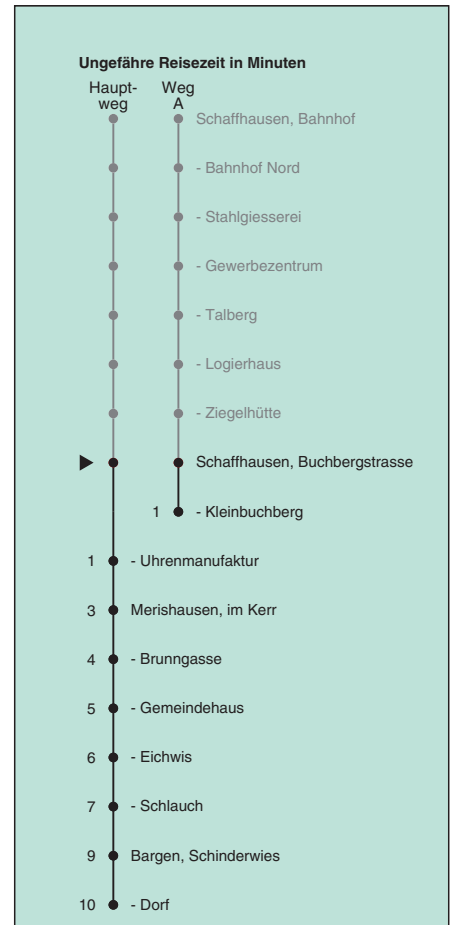 Ungefähre Reisezeit in Minuten
Haupt- Weg
weg A
Schaffhausen, Bahnhof
- Bahnhof Nord
- Stahlgiesserei
- Gewerbezentrum
- Talberg
- Logierhaus
- Ziegelhütte
Schaffhausen, Buchbergstrasse
1 - Kleinbuchberg
1 - Uhrenmanufaktur
3 Merishausen, im Kerr
4 - Brunngasse
5 - Gemeindehaus
6 - Eichwis
7 - Schlauch
9 Bargen, Schinderwies
10 - Dorf